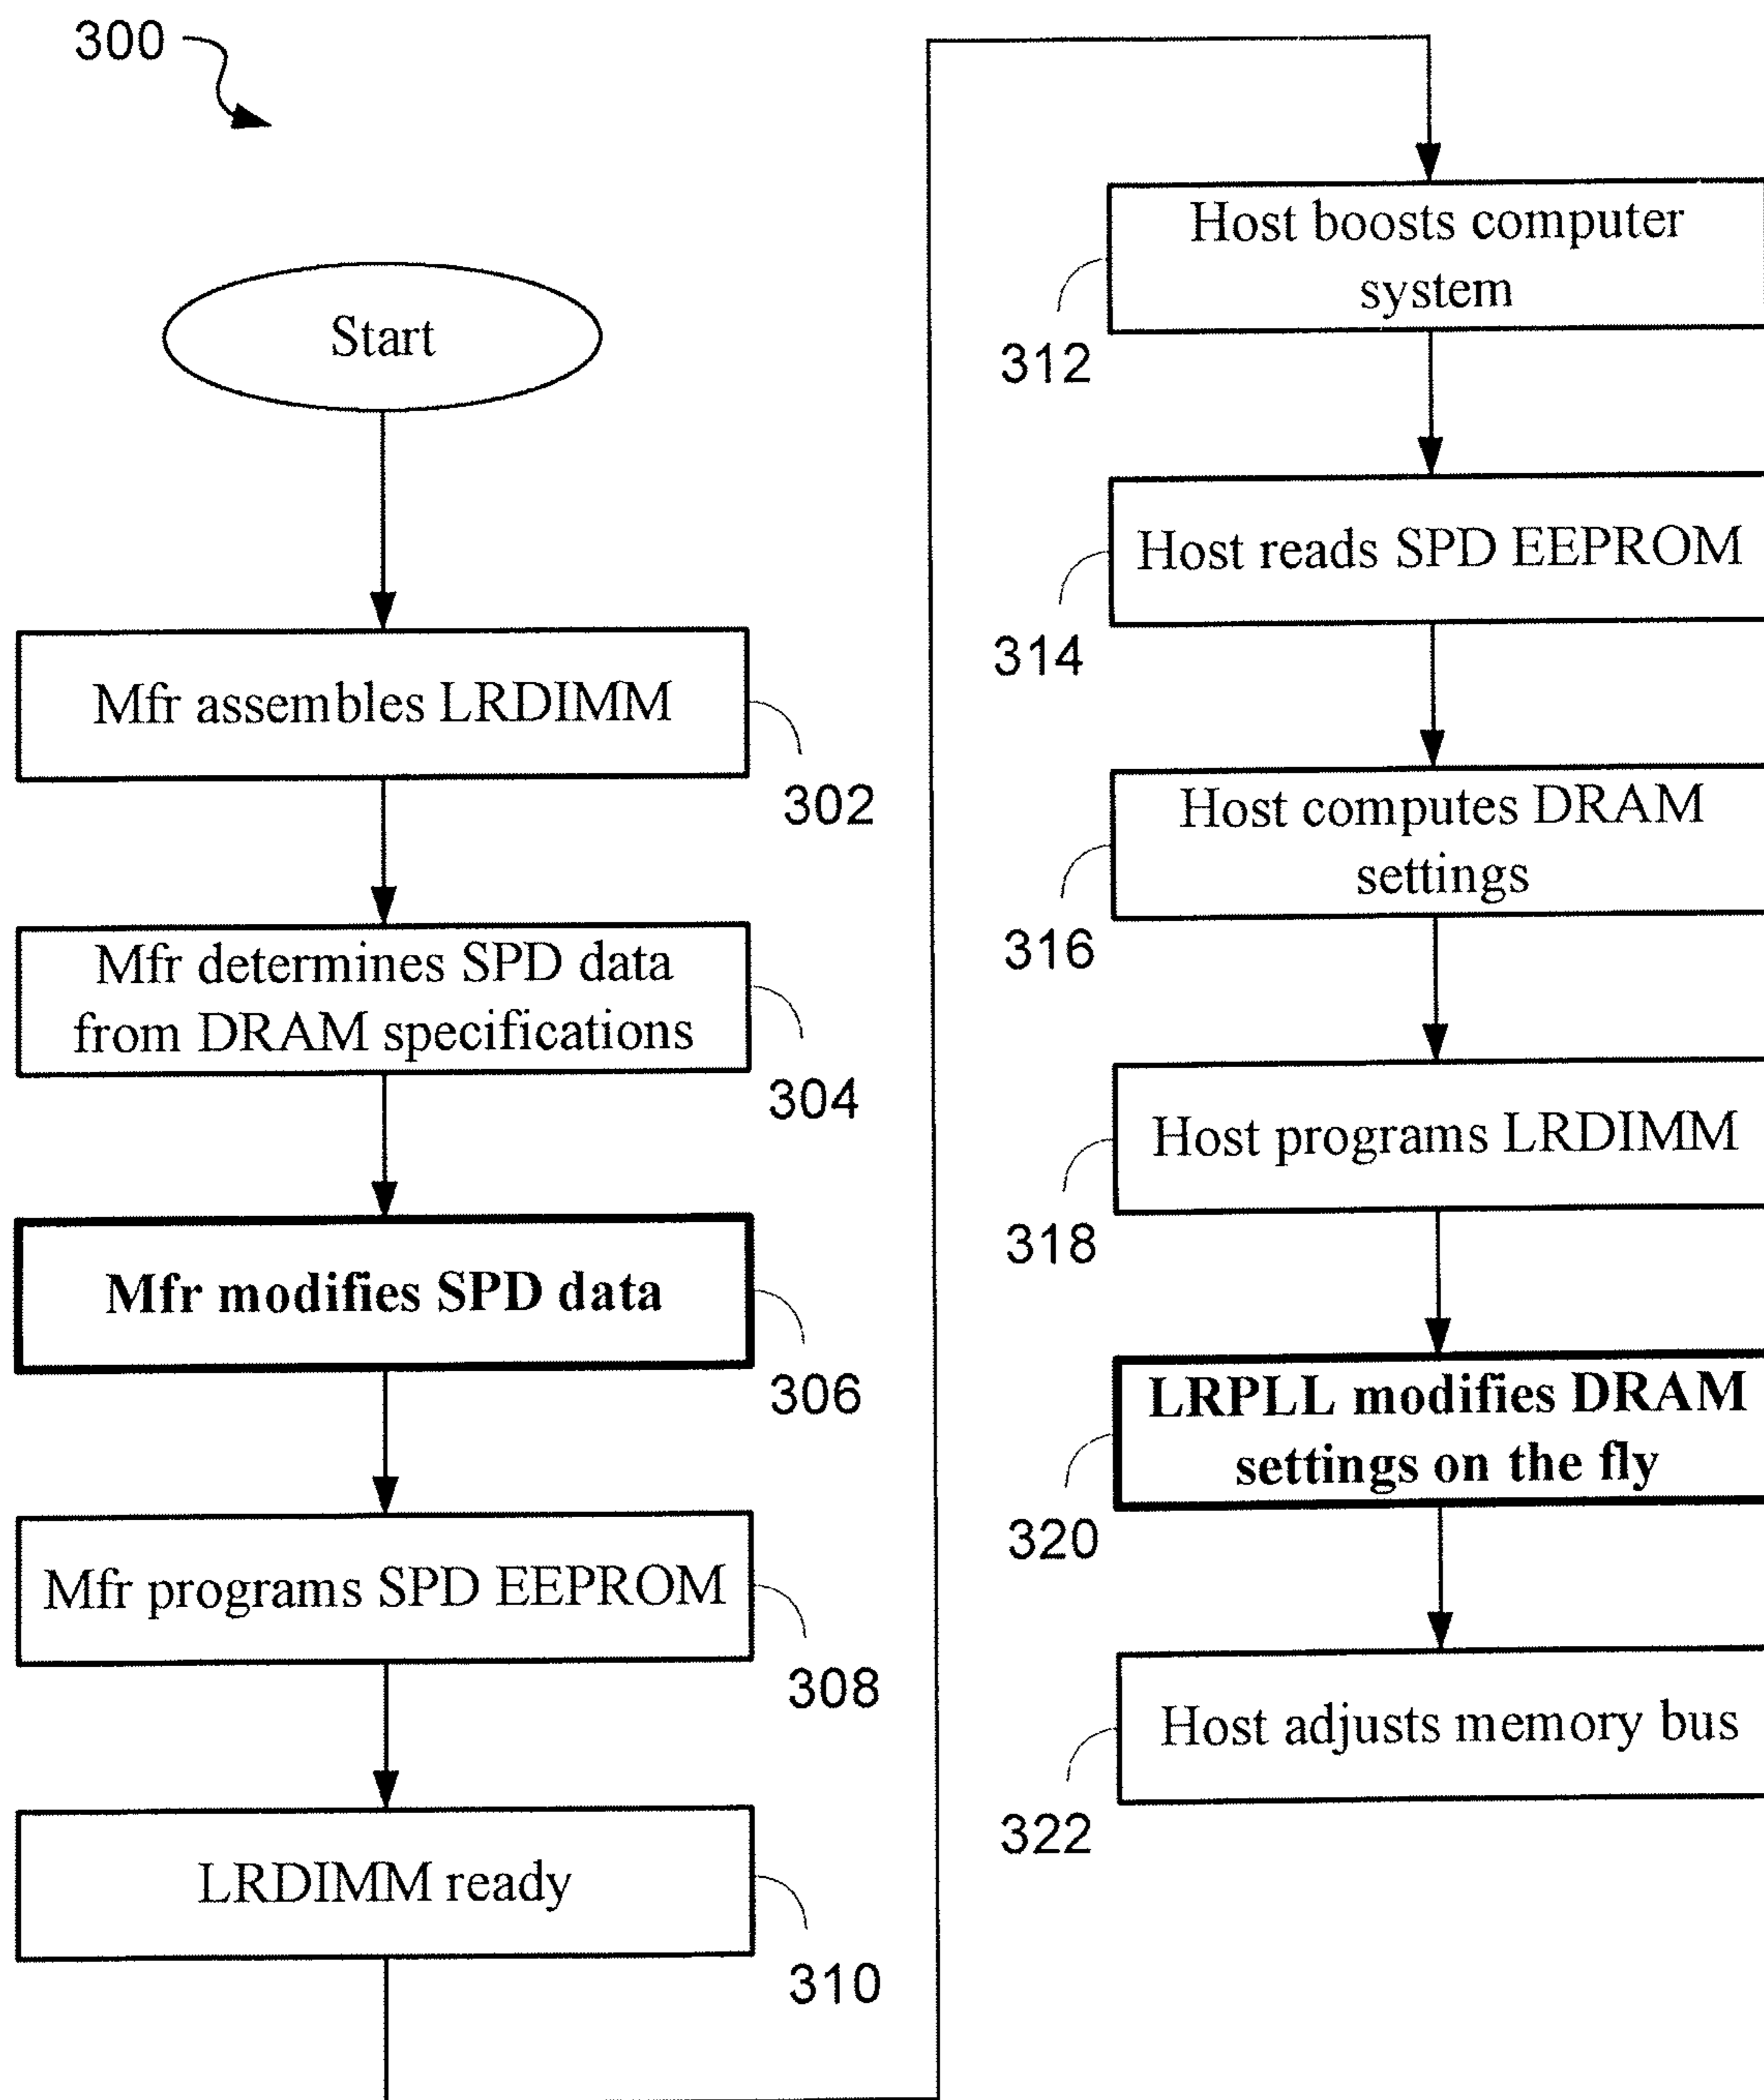 300
Start
Mfr assembles LRDIMM
302
Mfr determines SPD data
from DRAM specifications
304
Mfr modifies SPD data
306
Mfr programs SPD EEPROM
308
LRDIMM ready
310
Host boosts computer
system
312
Host reads SPD EEPROM
314
Host computes DRAM
settings
316
Host programs LRDIMM
318
LRPLL modifies DRAM
settings on the fly
320
Host adjusts memory bus
322